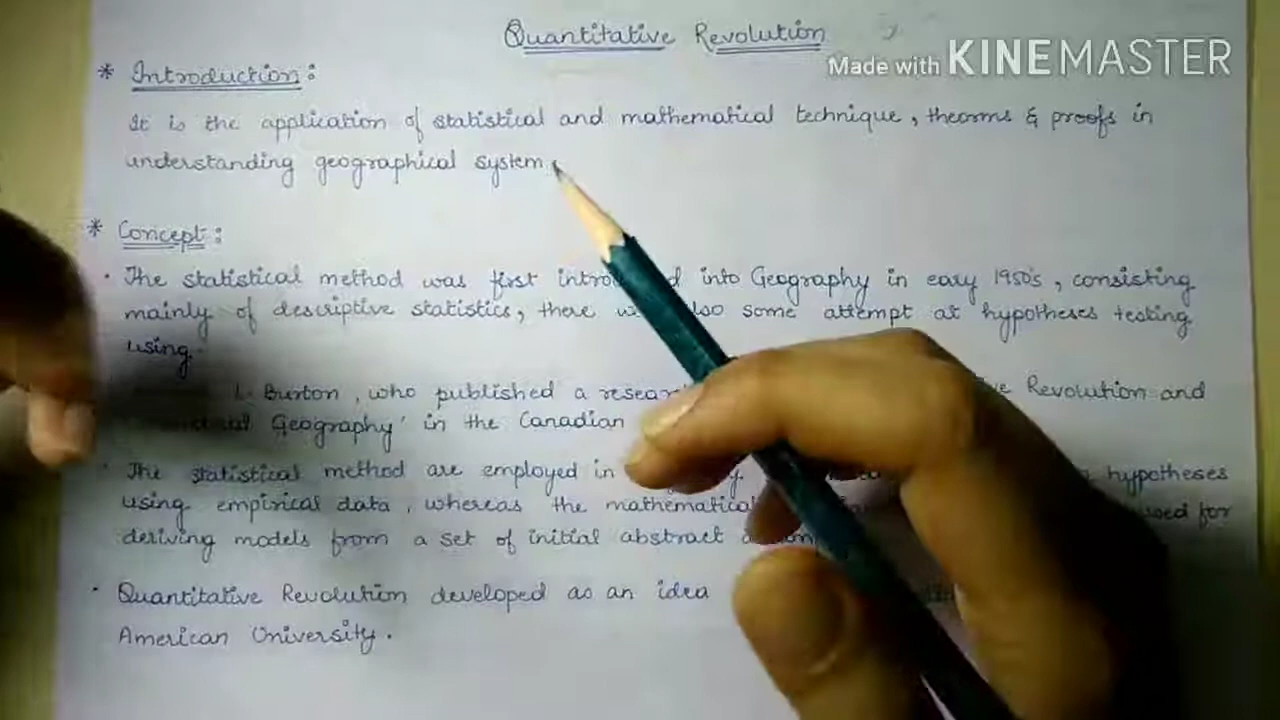 Quantitative Revolution
Made with KINEMASTER
* Introduction:
It is the application of statistical and mathematical technique, theorms & proofs in
understanding geographical system.
* Concept:
• The statistical method was first into Geography in eary 1950's, consisting
mainly of descriptive statistics, there also some attempt at hypotheses testing
using.
I. Burton, who published a Revolution and
Geography' in the Canadian
• The statistical method are employed in hypotheses
using empirical data, whereas the mathematical used for
deriving models from a set of initial abstract
• Quantitative Revolution developed as an idea
American University.